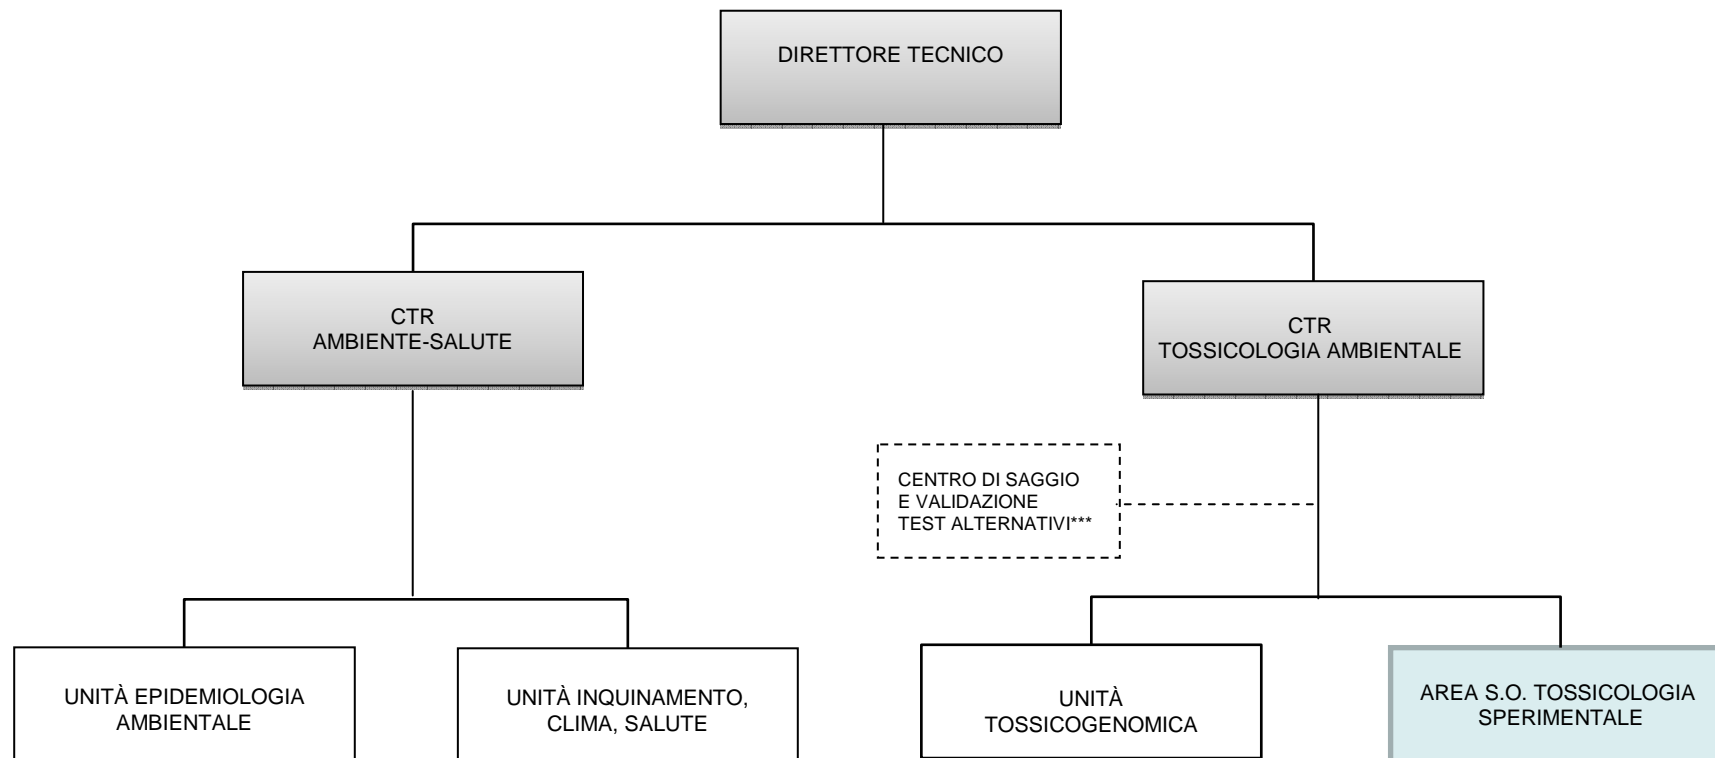 DIRETTORE TECNICO
CTR
AMBIENTE-SALUTE
CTR
TOSSICOLOGIA AMBIENTALE
CENTRO DI SAGGIO
E VALIDAZIONE
TEST ALTERNATIVI***
UNITÀ EPIDEMIOLOGIA
AMBIENTALE
UNITÀ INQUINAMENTO,
CLIMA, SALUTE
UNITÀ
TOSSICOGENOMICA
AREA S.O. TOSSICOLOGIA
SPERIMENTALE